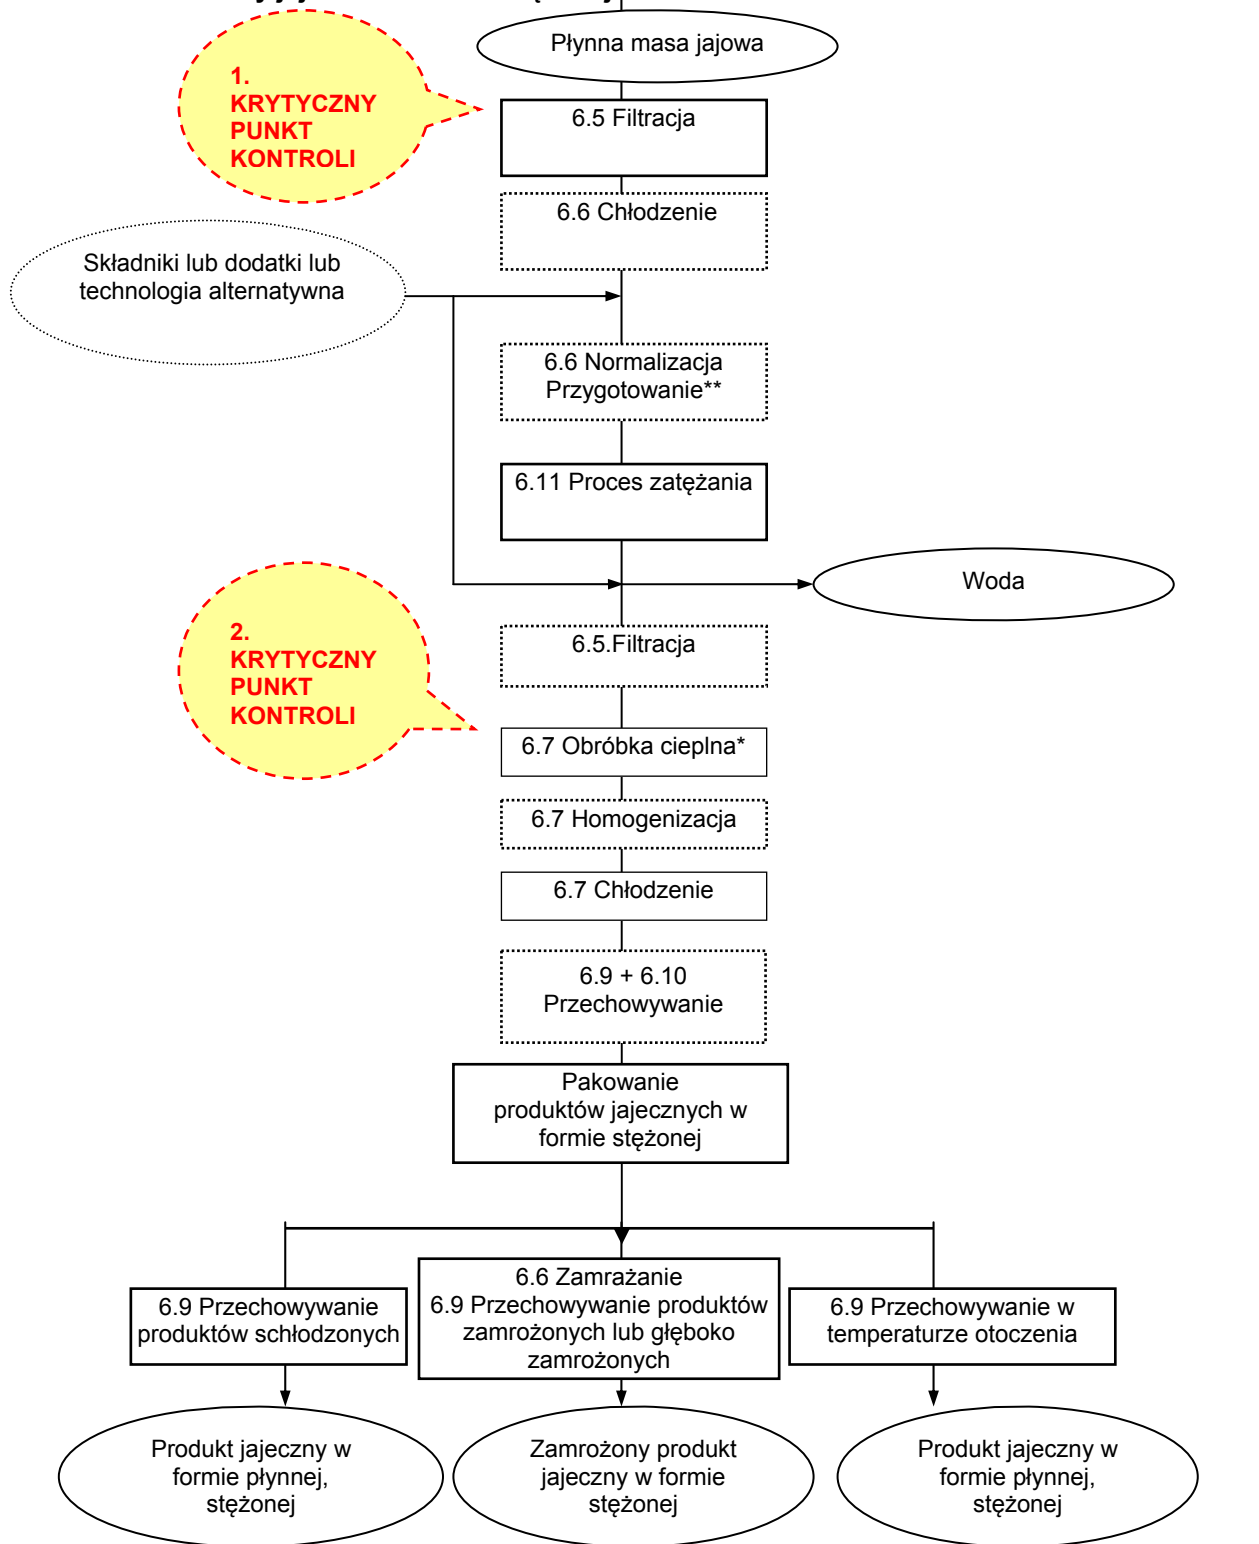 Płynna masa jajowa
1.
KRYTYCZNY
PUNKT
KONTROLI
6.5 Filtracja
6.6 Chłodzenie
Składniki lub dodatki lub
technologia alternatywna
6.6 Normalizacja
Przygotowanie**
6.11 Proces zatężania
Woda
2.
KRYTYCZNY
PUNKT
KONTROLI
6.5.Filtracja
6.7 Obróbka cieplna*
6.7 Homogenizacja
6.7 Chłodzenie
6.9 + 6.10
Przechowywanie
Pakowanie
produktów jajecznych w
formie stężonej
6.9 Przechowywanie
produktów schłodzonych
6.6 Zamrażanie
6.9 Przechowywanie produktów
zamrożonych lub głęboko
zamrożonych
6.9 Przechowywanie w
temperaturze otoczenia
Produkt jajeczny w
formie płynnej,
stężonej
Zamrożony produkt
jajeczny w formie
stężonej
Produkt jajeczny w
formie płynnej,
stężonej